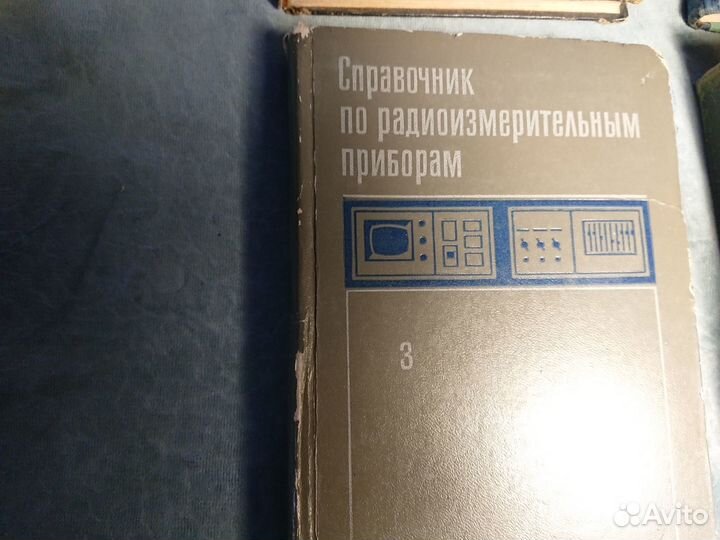 Справочник
по радиоизмерительным
приборам
3
Avito